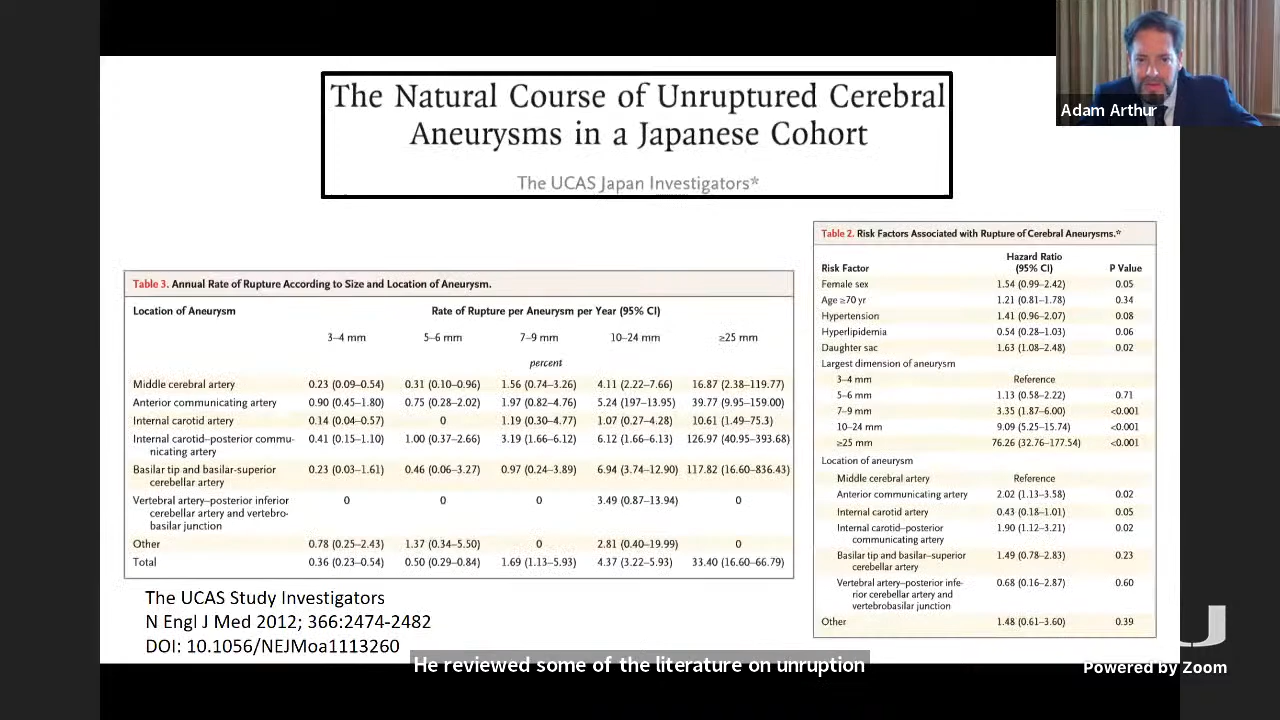 The Natural Course of Unruptured Cerebral
Aneurysms in a Japanese Cohort
The UCAS Japan Investigators*
Adam Arthur
Table 3. Annual Rate of Rupture According to Size and Location of Aneurysm.
Location of Aneurysm Rate of Rupture per Aneurysm per Year (95% CI)
3–4 mm 5–6 mm 7–9 mm 10–24 mm ≥25 mm
percent
Middle cerebral artery 0.23 (0.09–0.54) 0.31 (0.10–0.96) 1.56 (0.74–3.26) 4.11 (2.22–7.66) 16.87 (2.38–119.77)
Anterior communicating artery 0.90 (0.45–1.80) 0.75 (0.28–2.02) 1.97 (0.82–4.76) 5.24 (197–13.95) 39.77 (9.95–159.00)
Internal carotid artery 0.14 (0.04–0.57) 0 1.19 (0.30–4.77) 1.07 (0.27–4.28) 10.61 (1.49–75.3)
Internal carotid–posterior commu- 0.41 (0.15–1.10) 1.00 (0.37–2.66) 3.19 (1.66–6.12) 6.12 (1.66–6.13) 126.97 (40.95–393.68)
nicating artery
Basilar tip and basilar-superior 0.23 (0.03–1.61) 0.46 (0.06–3.27) 0.97 (0.24–3.89) 6.94 (3.74–12.90) 117.82 (16.60–836.43)
cerebellar artery
Vertebral artery–posterior inferior 0 0 0 3.49 (0.87–13.94) 0
cerebellar artery and vertebro-
basilar junction
Other 0.78 (0.25–2.43) 1.37 (0.34–5.50) 0 2.81 (0.40–19.99) 0
Total 0.36 (0.23–0.54) 0.50 (0.29–0.84) 1.69 (1.13–5.93) 4.37 (3.22–5.93) 33.40 (16.60–66.79)
Table 2. Risk Factors Associated with Rupture of Cerebral Aneurysms.*
Hazard Ratio
Risk Factor (95% CI) P Value
Female sex 1.54 (0.99–2.42) 0.05
Age ≥70 yr 1.21 (0.81–1.78) 0.34
Hypertension 1.41 (0.96–2.07) 0.08
Hyperlipidemia 0.54 (0.28–1.03) 0.06
Daughter sac 1.63 (1.08–2.48) 0.02
Largest dimension of aneurysm
3–4 mm Reference
5–6 mm 1.13 (0.58–2.22) 0.71
7–9 mm 3.35 (1.87–6.00) <0.001
10–24 mm 9.09 (5.25–15.74) <0.001
≥25 mm 76.26 (32.76–177.54) <0.001
Location of aneurysm
Middle cerebral artery Reference
Anterior communicating artery 2.02 (1.13–3.58) 0.02
Internal carotid artery 0.43 (0.18–1.01) 0.05
Internal carotid–posterior 1.90 (1.12–3.21) 0.02
communicating artery
Basilar tip and basilar–superior 1.49 (0.78–2.83) 0.23
cerebellar artery
Vertebral artery–posterior infe- 0.68 (0.16–2.87) 0.60
rior cerebellar artery and
vertebrobasilar junction
Other 1.48 (0.61–3.60) 0.39
The UCAS Study Investigators
N Engl J Med 2012; 366:2474-2482
DOI: 10.1056/NEJMoa1113260
He reviewed some of the literature on unruption
Powered by Zoom